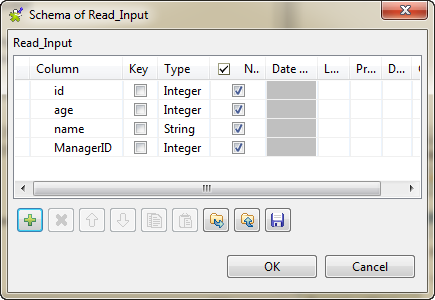 Schema of Read_Input
Read_Input
Column Key Type N.. Date ... L... Pr... D...
id Integer
age Integer
name String
ManagerID Integer
OK Cancel